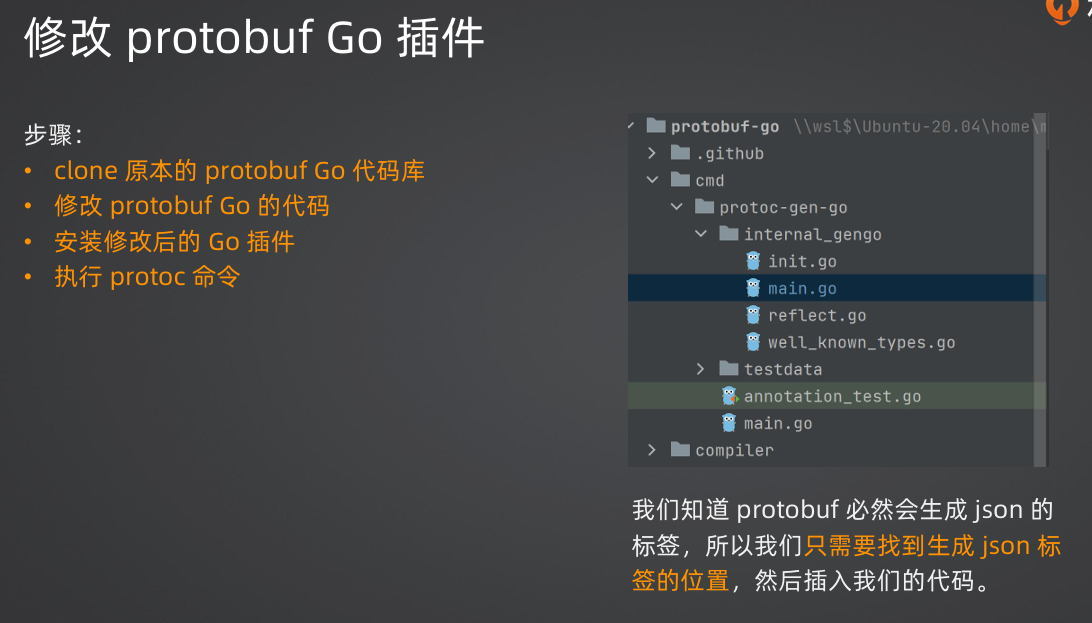 修改 protobuf Go 插件
步骤：
• clone 原本的 protobuf Go 代码库
• 修改 protobuf Go 的代码
• 安装修改后的 Go 插件
• 执行 protoc 命令
protobuf-go \\wsl$\Ubuntu-20.04\home\
.github
cmd
protoc-gen-go
internal_gengo
init.go
main.go
reflect.go
well_known_types.go
testdata
annotation_test.go
main.go
compiler
我们知道 protobuf 必然会生成 json 的
标签，所以我们只需要找到生成 json 标
签的位置，然后插入我们的代码。